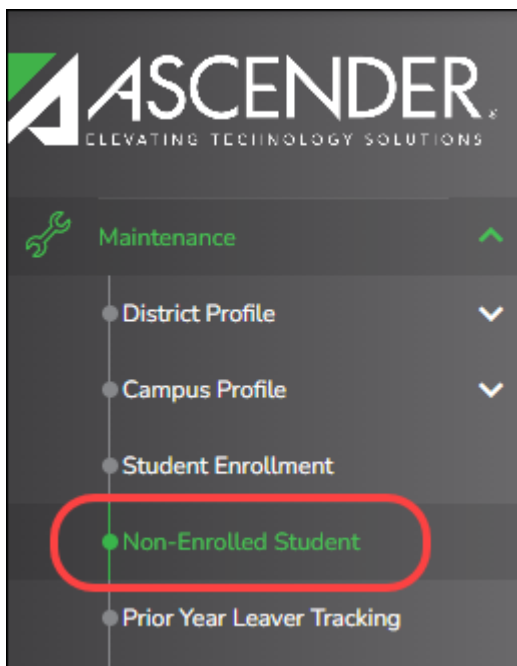 ASCENDER
ELEVATING TECHNOLOGY SOLUTIONS
Maintenance
District Profile
Campus Profile
Student Enrollment
Non-Enrolled Student
Prior Year Leaver Tracking